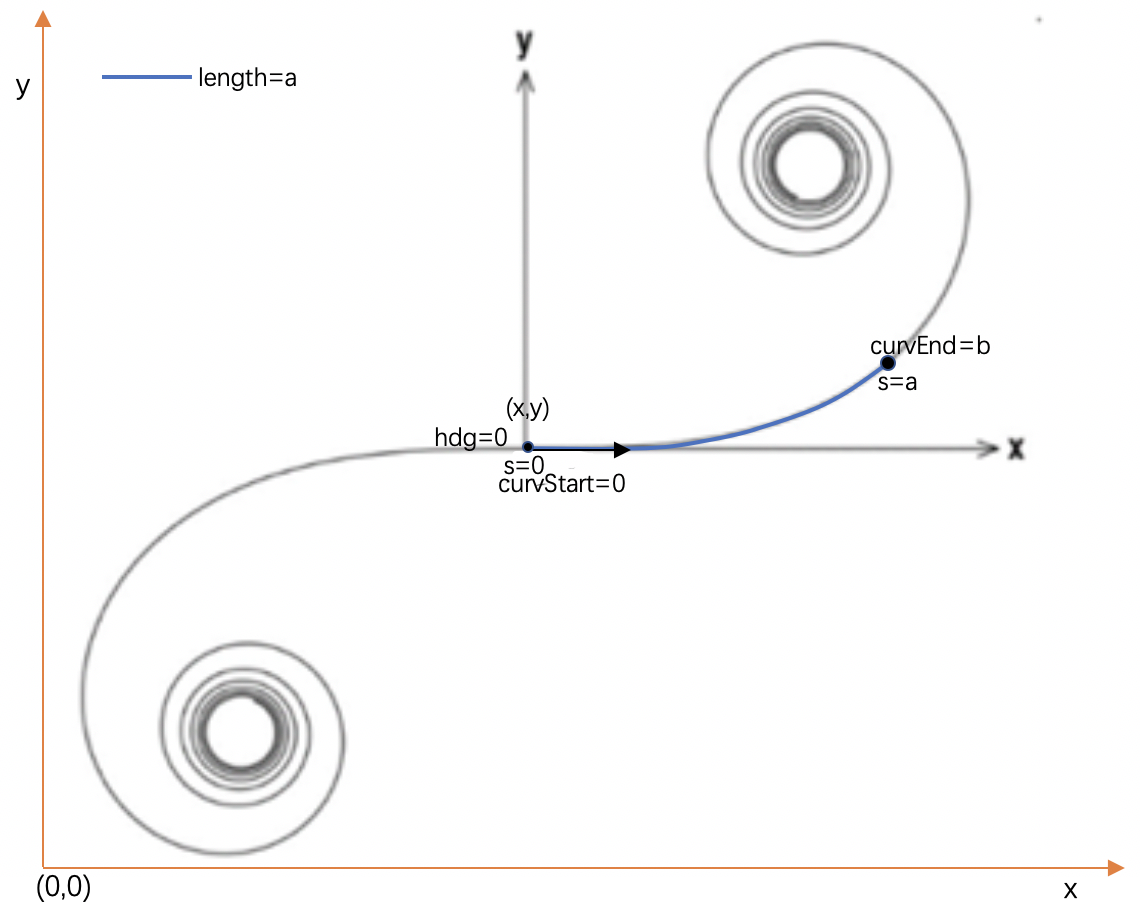 y
y
length=a
curvEnd=b
s=a
(x,y)
hdg=0
x
s=0
curvStart=0
(0,0)
x